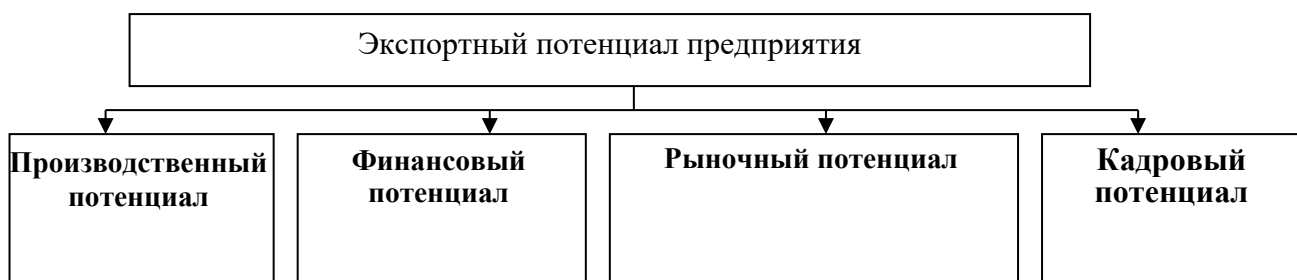 Экспортный потенциал предприятия
Производственный
потенциал
Финансовый
потенциал
Рыночный потенциал
Кадровый
потенциал